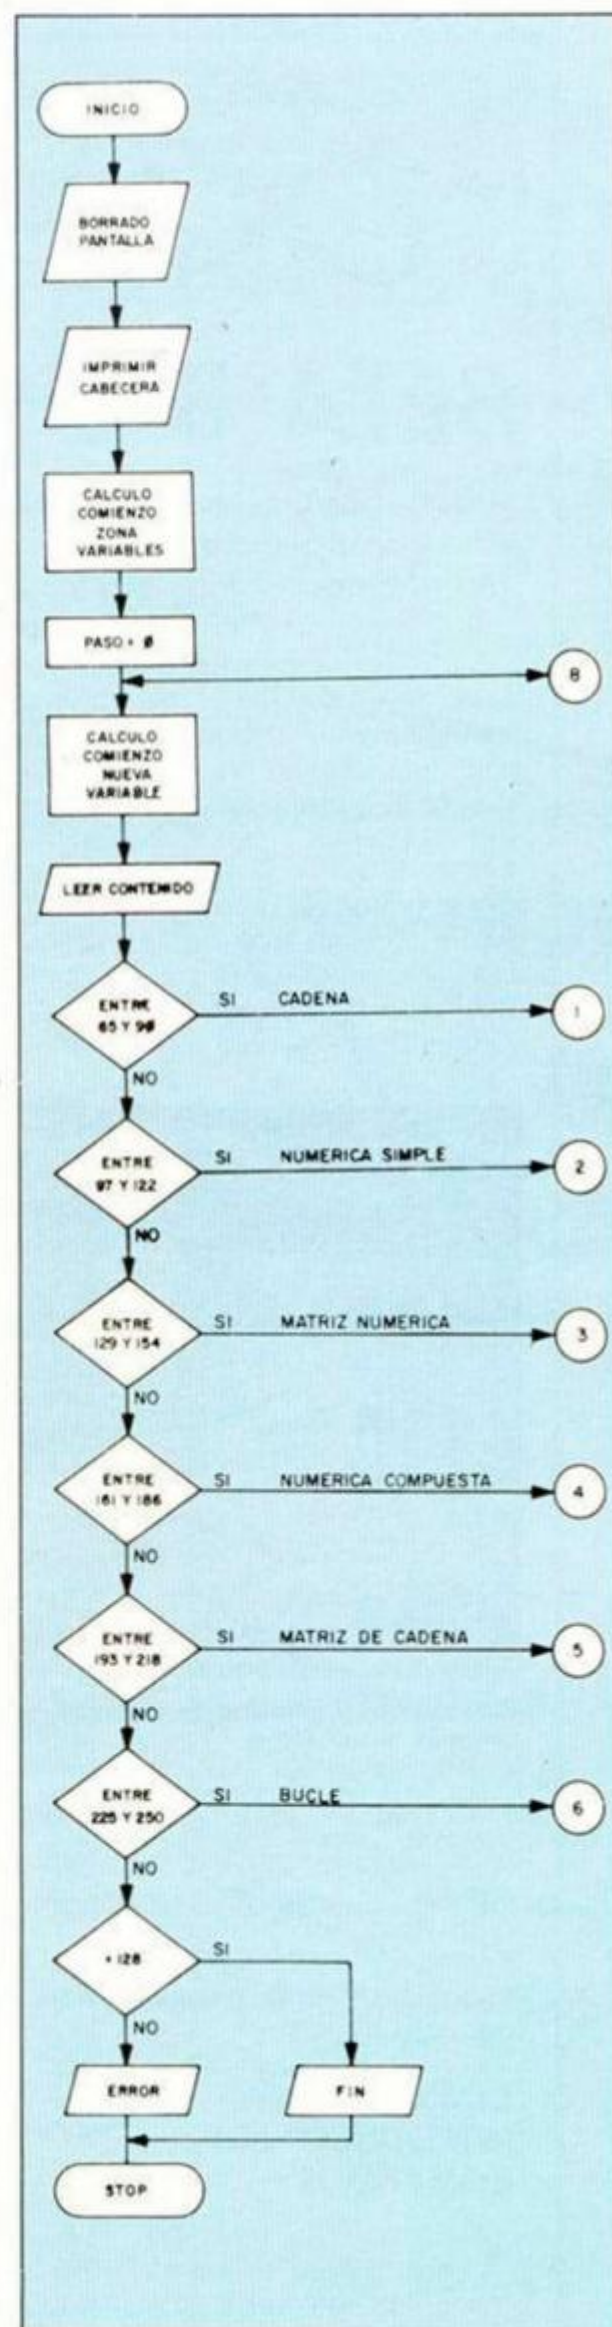 INICIO
BORRADO
PANTALLA
IMPRIMIR
CABECERA
CALCULO
COMIENZO
ZONA
VARIABLES
PASO = Ø
8
CALCULO
COMIENZO
NUEVA
VARIABLE
LEER CONTENIDO
ENTRE
65 Y 9Ø
SI CADENA
1
NO
ENTRE
97 Y 122
SI NUMERICA SIMPLE
2
NO
ENTRE
129 Y 154
SI MATRIZ NUMERICA
3
NO
ENTRE
161 Y 186
SI NUMERICA COMPUESTA
4
NO
ENTRE
193 Y 218
SI MATRIZ DE CADENA
5
NO
ENTRE
225 Y 250
SI BUCLE
6
NO
= 128
SI
NO
ERROR
FIN
STOP